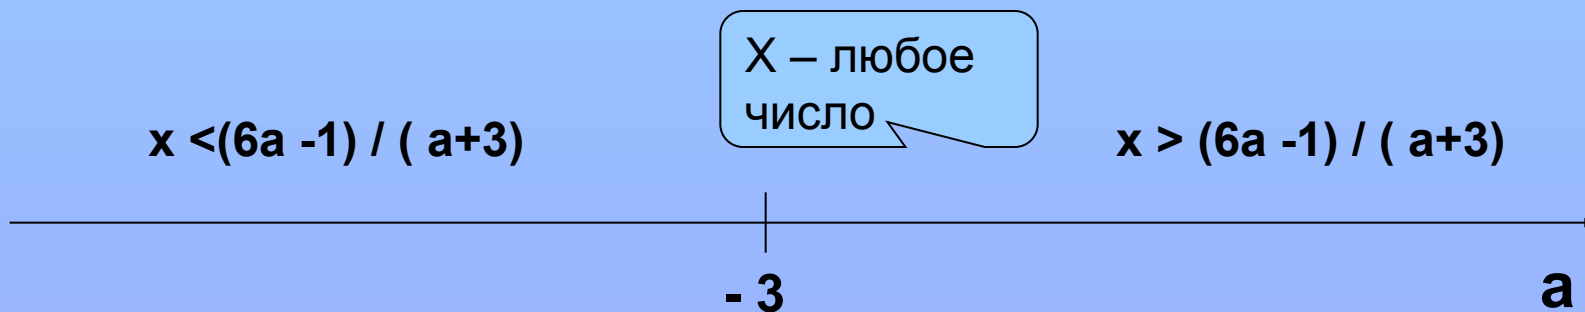 X – любое
число
x <(6a -1) / ( a+3)
x > (6a -1) / ( a+3)
- 3
a